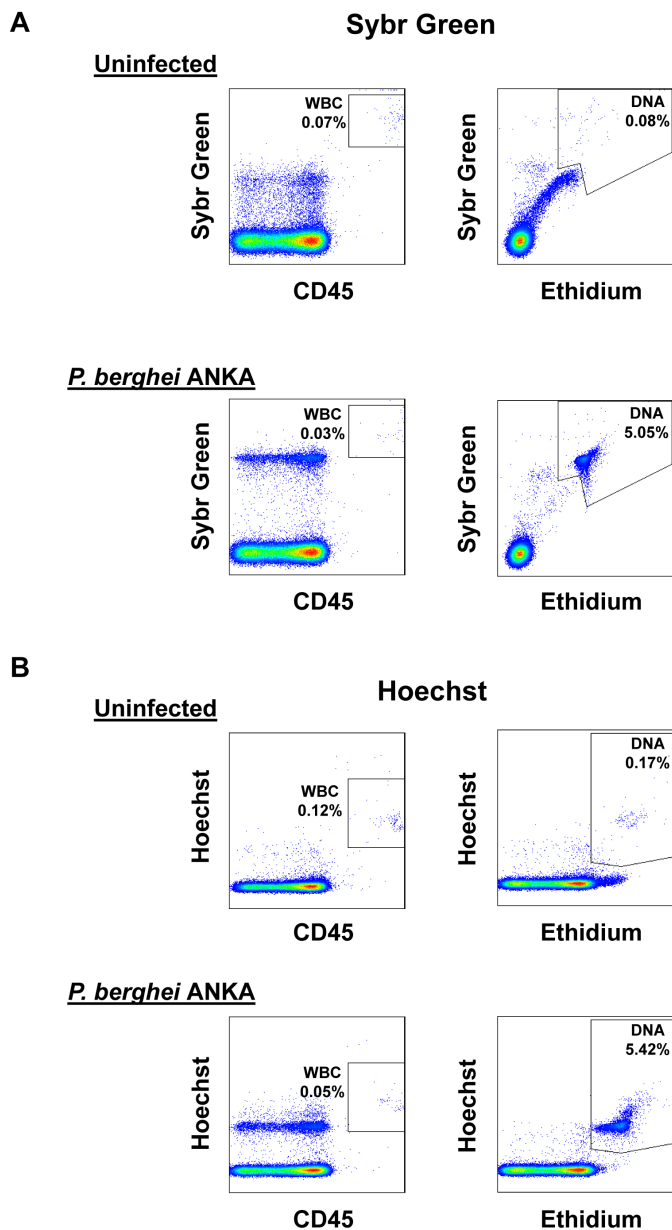 A
Sybr Green
Uninfected
Sybr Green
WBC
0.07%
CD45
Sybr Green
DNA
0.08%
Ethidium
P. berghei ANKA
Sybr Green
WBC
0.03%
CD45
Sybr Green
DNA
5.05%
Ethidium
B
Hoechst
Uninfected
Hoechst
WBC
0.12%
CD45
Hoechst
DNA
0.17%
Ethidium
P. berghei ANKA
Hoechst
WBC
0.05%
CD45
Hoechst
DNA
5.42%
Ethidium